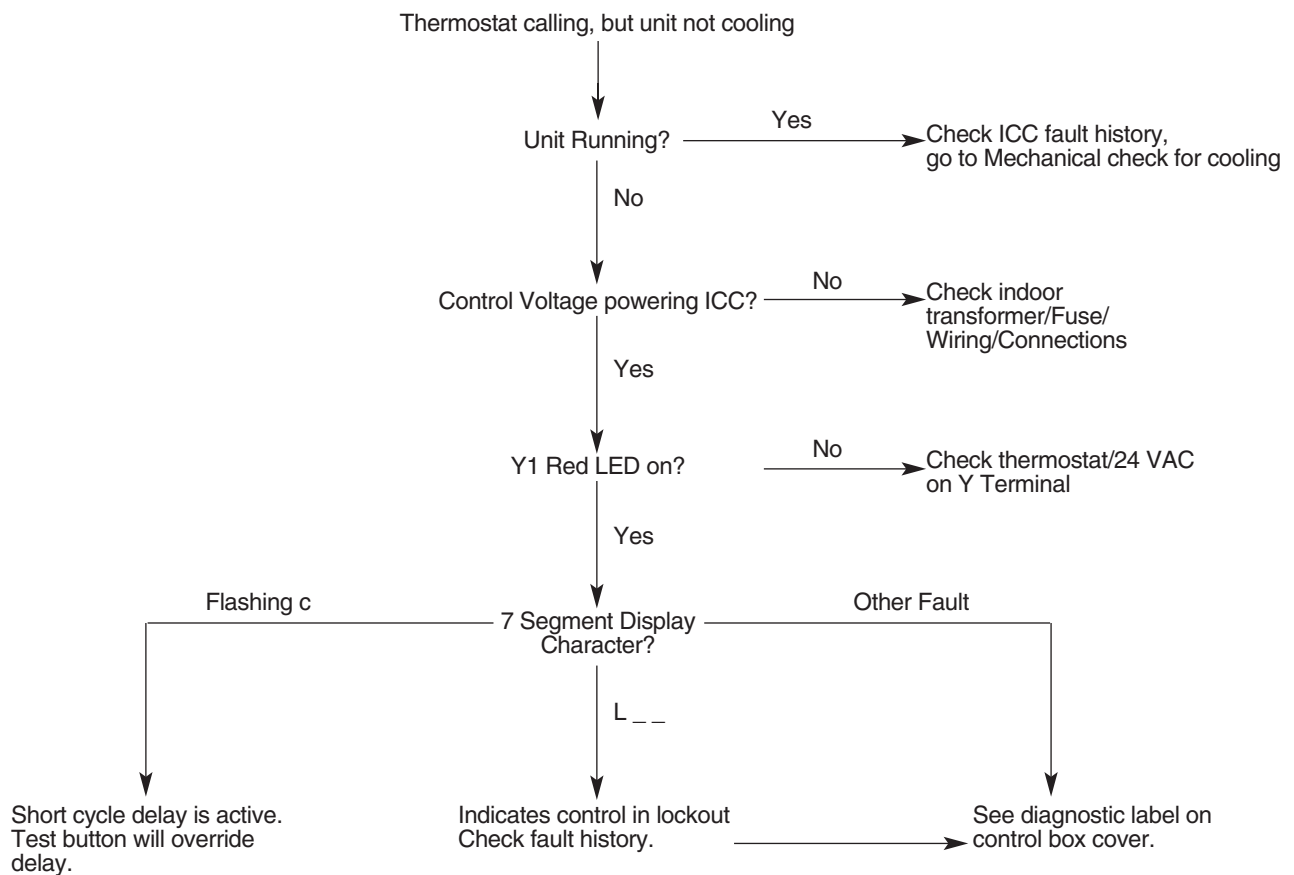 Thermostat calling, but unit not cooling
Unit Running?
Yes
Check ICC fault history,
go to Mechanical check for cooling
No
Control Voltage powering ICC?
No
Check indoor
transformer/Fuse/
Wiring/Connections
Yes
Y1 Red LED on?
No
Check thermostat/24 VAC
on Y Terminal
Yes
Flashing c
7 Segment Display
Character?
Other Fault
L _ _
Short cycle delay is active.
Test button will override
delay.
Indicates control in lockout
Check fault history.
See diagnostic label on
control box cover.